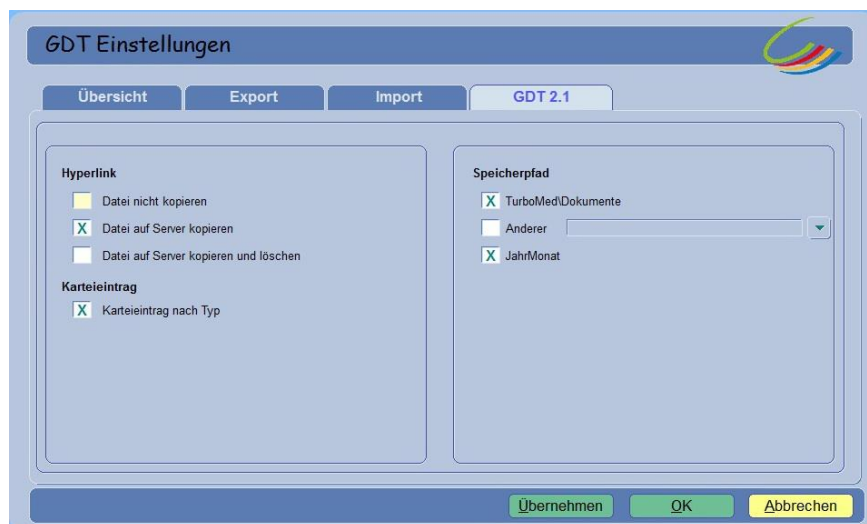 GDT Einstellungen
Übersicht Export Import GDT 2.1
Hyperlink
Datei nicht kopieren
X Datei auf Server kopieren
Datei auf Server kopieren und löschen
Karteieintrag
X Karteieintrag nach Typ
Speicherpfad
X TurboMed\Dokumente
Anderer
X JahrMonat
Übernehmen OK Abbrechen